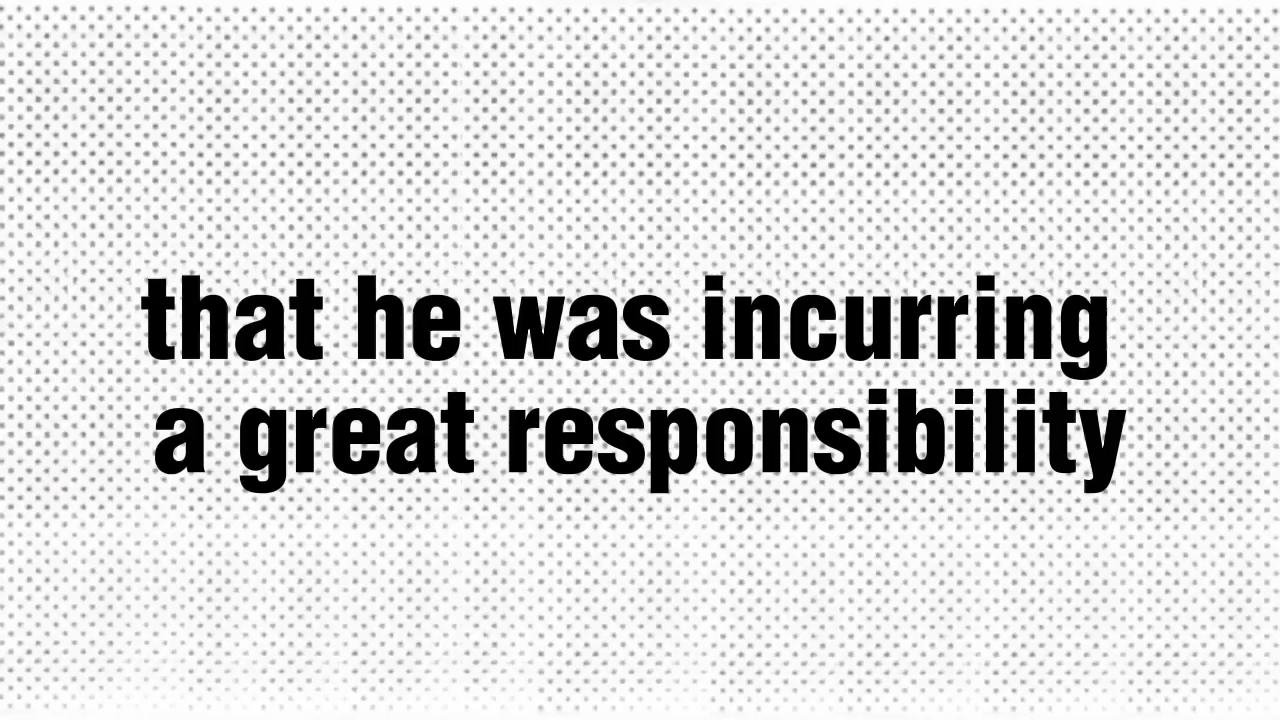 that he was incurring
a great responsibility